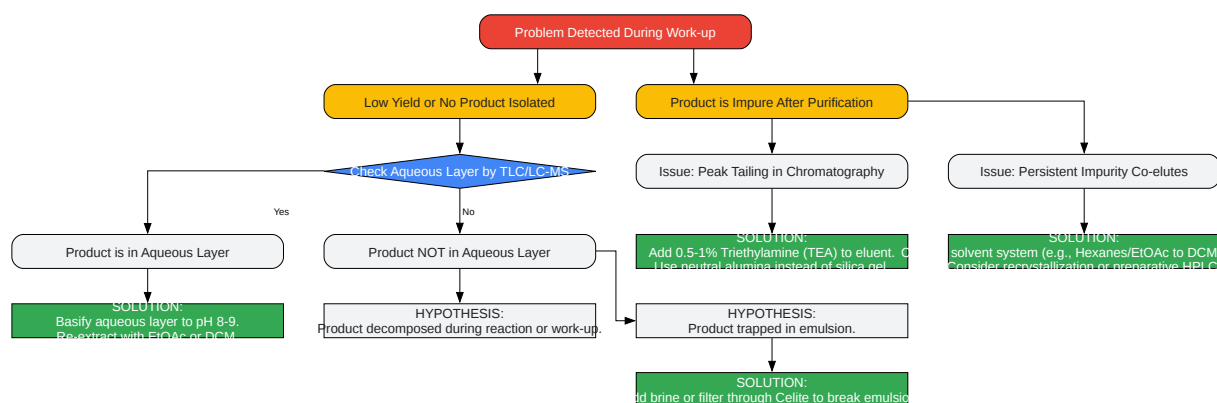 Problem Detected During Work-up
Low Yield or No Product Isolated
Product is Impure After Purification
Check Aqueous Layer by TLC/LC-MS
Issue: Peak Tailing in Chromatography
Issue: Persistent Impurity Co-elutes
Yes
No
Product is in Aqueous Layer
Product NOT in Aqueous Layer
SOLUTION:
Add 0.5-1% Triethylamine (TEA) to eluent.
Use neutral alumina instead of silica gel.
SOLUTION:
solvent system (e.g., Hexanes/EtOAc to DCM
Consider recrystallization or preparative HPLC
SOLUTION:
Basify aqueous layer to pH 8-9.
Re-extract with EtOAc or DCM.
HYPOTHESIS:
Product decomposed during reaction or work-up.
HYPOTHESIS:
Product trapped in emulsion.
SOLUTION:
brine or filter through Celite to break